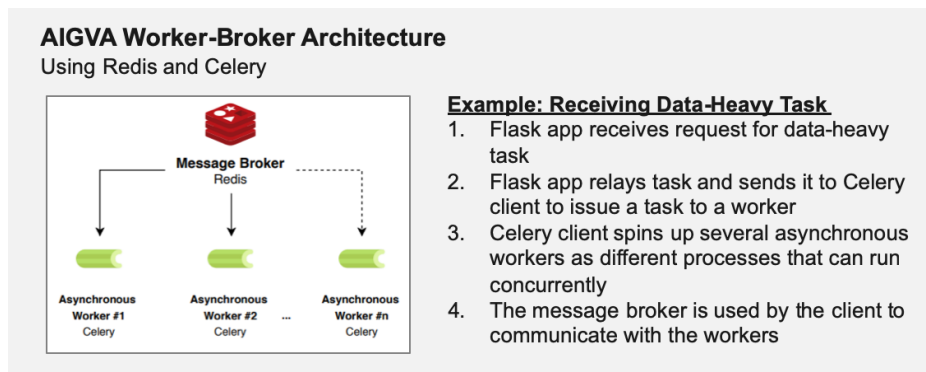 AIGVA Worker-Broker Architecture
Using Redis and Celery
Message Broker
Redis
Asynchronous
Worker #1
Celery
Asynchronous
Worker #2
Celery
...
Asynchronous
Worker #n
Celery
Example: Receiving Data-Heavy Task
1. Flask app receives request for data-heavy
task
2. Flask app relays task and sends it to Celery
client to issue a task to a worker
3. Celery client spins up several asynchronous
workers as different processes that can run
concurrently
4. The message broker is used by the client to
communicate with the workers